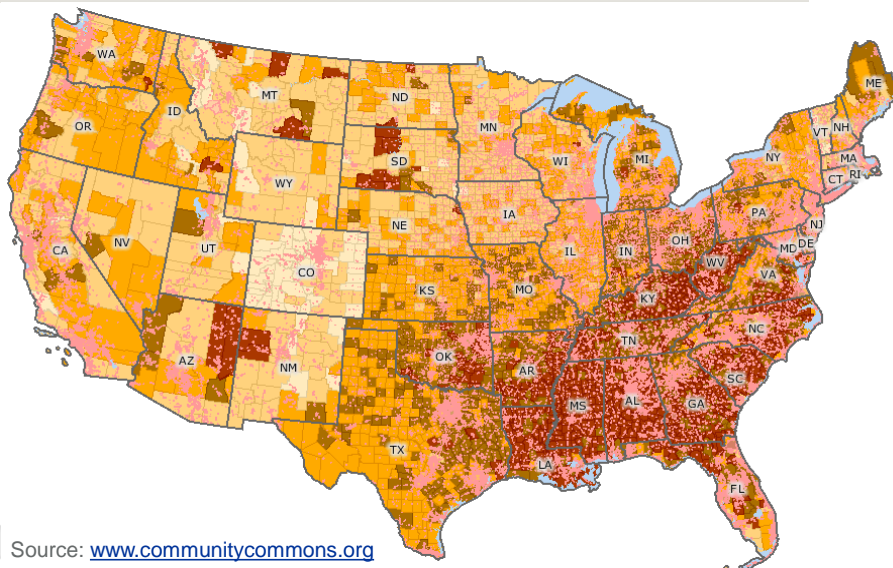 WA
ME
MT
ND
OR
ID
MN
VT
NH
SD
WI
MI
NY
MA
CT
RI
WY
IA
PA
NE
NJ
OH
NV
UT
IL
IN
MD
DE
CA
CO
WV
VA
KS
MO
KY
NC
TN
OK
AZ
NM
AR
SC
MS
AL
GA
TX
LA
FL
Source: www.communitycommons.org